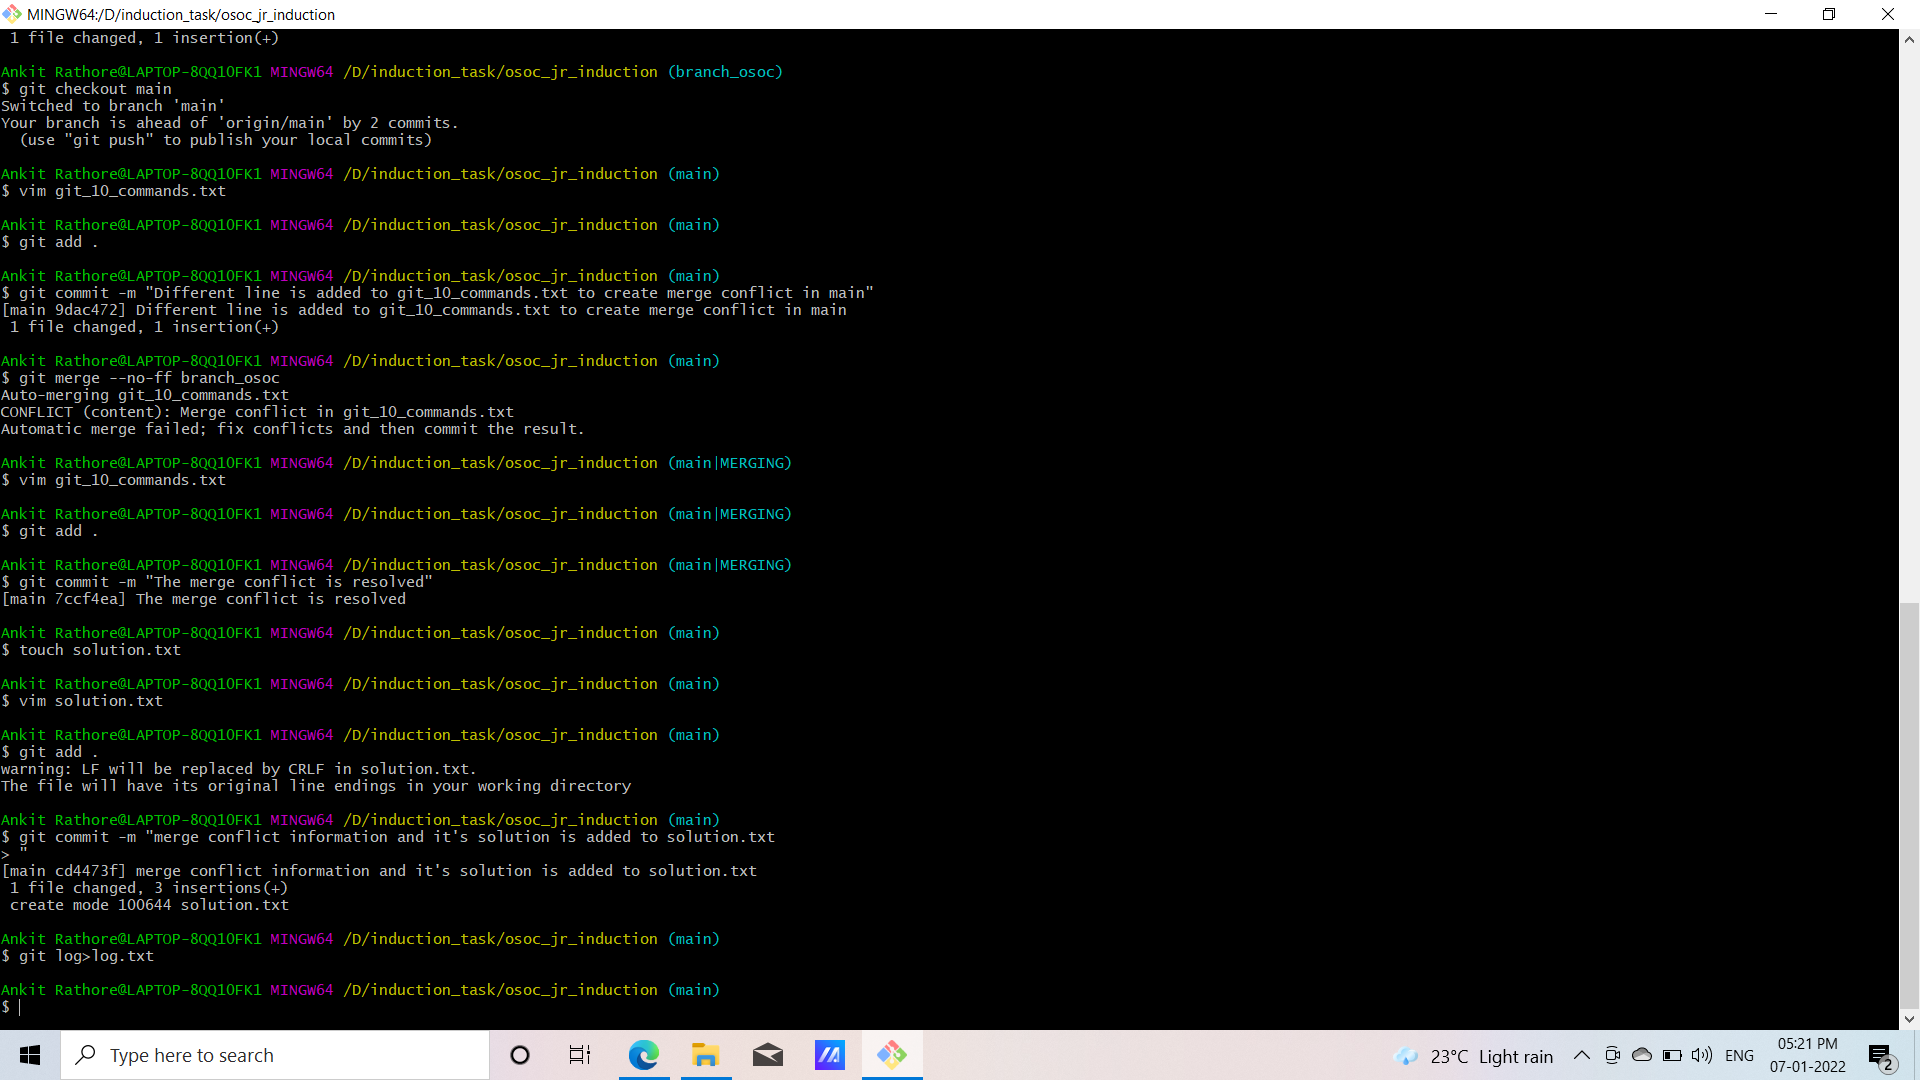 MINGW64:/D/induction_task/osoc_jr_induction
1 file changed, 1 insertion(+)
Ankit Rathore@LAPTOP-8QQ1OFK1 MINGW64 /D/induction_task/osoc_jr_induction (branch_osoc)
$ git checkout main
Switched to branch 'main'
Your branch is ahead of 'origin/main' by 2 commits.
(use "git push" to publish your local commits)
Ankit Rathore@LAPTOP-8QQ1OFK1 MINGW64 /D/induction_task/osoc_jr_induction (main)
$ vim git_10_commands.txt
Ankit Rathore@LAPTOP-8QQ1OFK1 MINGW64 /D/induction_task/osoc_jr_induction (main)
$ git add .
Ankit Rathore@LAPTOP-8QQ1OFK1 MINGW64 /D/induction_task/osoc_jr_induction (main)
$ git commit -m "Different line is added to git_10_commands.txt to create merge conflict in main"
[main 9dac472] Different line is added to git_10_commands.txt to create merge conflict in main
1 file changed, 1 insertion(+)
Ankit Rathore@LAPTOP-8QQ1OFK1 MINGW64 /D/induction_task/osoc_jr_induction (main)
$ git merge --no-ff branch_osoc
Auto-merging git_10_commands.txt
CONFLICT (content): Merge conflict in git_10_commands.txt
Automatic merge failed; fix conflicts and then commit the result.
Ankit Rathore@LAPTOP-8QQ1OFK1 MINGW64 /D/induction_task/osoc_jr_induction (main|MERGING)
$ vim git_10_commands.txt
Ankit Rathore@LAPTOP-8QQ1OFK1 MINGW64 /D/induction_task/osoc_jr_induction (main|MERGING)
$ git add .
Ankit Rathore@LAPTOP-8QQ1OFK1 MINGW64 /D/induction_task/osoc_jr_induction (main|MERGING)
$ git commit -m "The merge conflict is resolved"
[main 7ccf4ea] The merge conflict is resolved
Ankit Rathore@LAPTOP-8QQ1OFK1 MINGW64 /D/induction_task/osoc_jr_induction (main)
$ touch solution.txt
Ankit Rathore@LAPTOP-8QQ1OFK1 MINGW64 /D/induction_task/osoc_jr_induction (main)
$ vim solution.txt
Ankit Rathore@LAPTOP-8QQ1OFK1 MINGW64 /D/induction_task/osoc_jr_induction (main)
$ git add .
warning: LF will be replaced by CRLF in solution.txt.
The file will have its original line endings in your working directory
Ankit Rathore@LAPTOP-8QQ1OFK1 MINGW64 /D/induction_task/osoc_jr_induction (main)
$ git commit -m "merge conflict information and it's solution is added to solution.txt
> "
[main cd4473f] merge conflict information and it's solution is added to solution.txt
1 file changed, 3 insertions(+)
create mode 100644 solution.txt
Ankit Rathore@LAPTOP-8QQ1OFK1 MINGW64 /D/induction_task/osoc_jr_induction (main)
$ git log>log.txt
Ankit Rathore@LAPTOP-8QQ1OFK1 MINGW64 /D/induction_task/osoc_jr_induction (main)
$
Type here to search
23°C Light rain
ENG
05:21 PM
07-01-2022
2